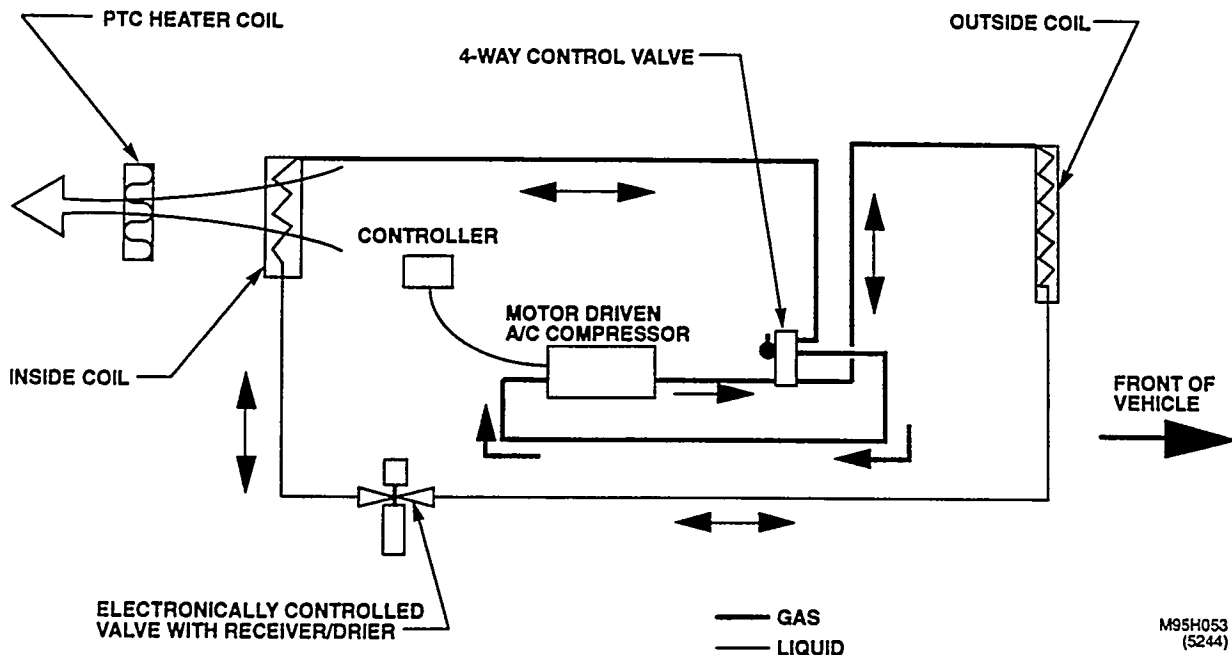 PTC HEATER COIL
OUTSIDE COIL
4-WAY CONTROL VALVE
CONTROLLER
MOTOR DRIVEN
A/C COMPRESSOR
INSIDE COIL
FRONT OF
VEHICLE
ELECTRONICALLY CONTROLLED
VALVE WITH RECEIVER/DRIER
GAS
LIQUID
M95H053
(5244)